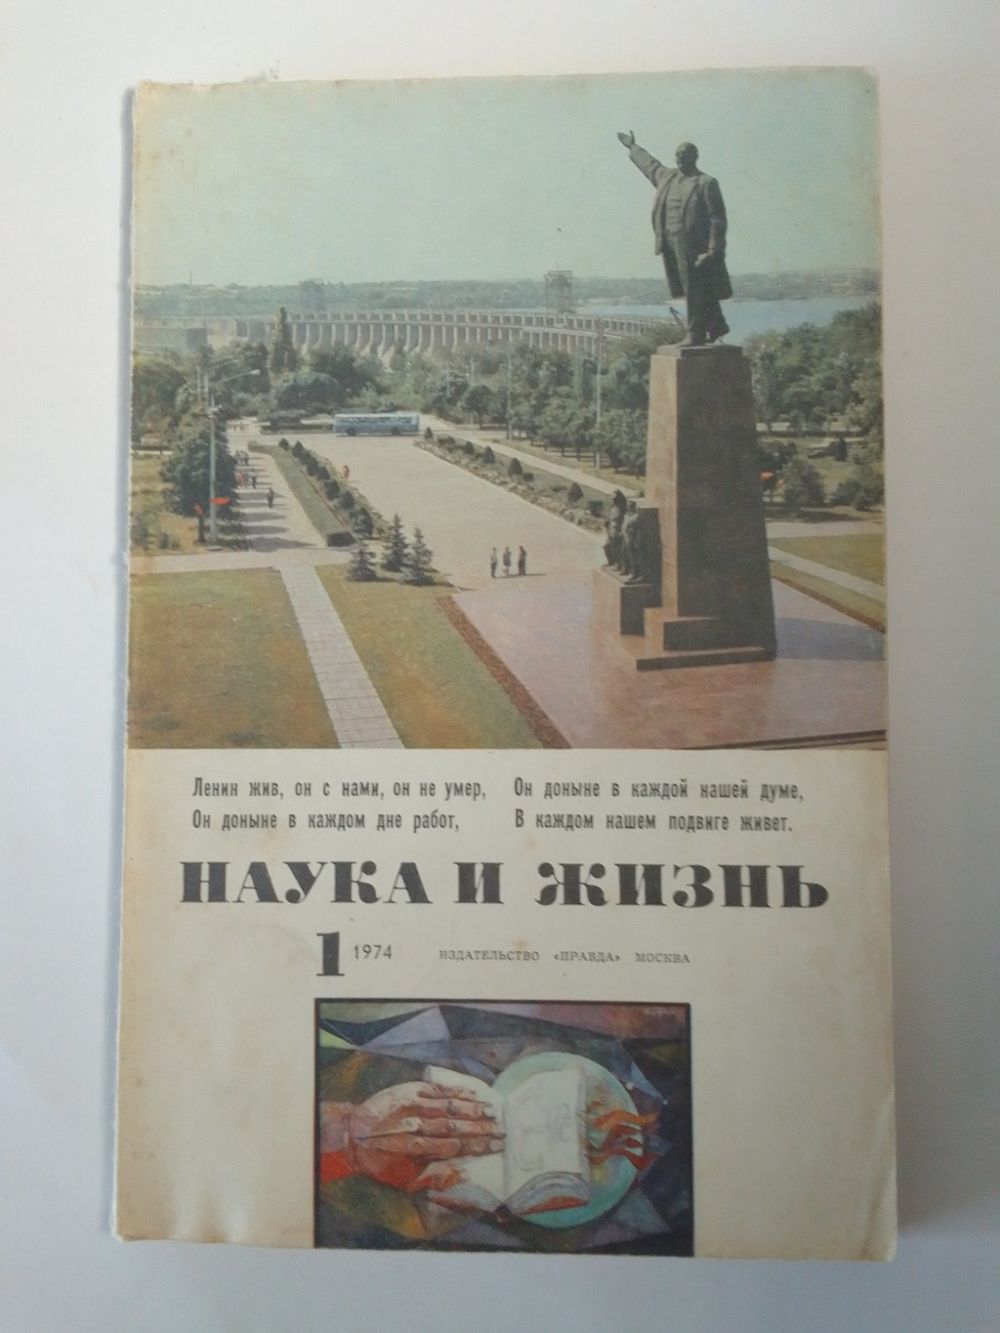 Ленин жив, он с нами, он не умер,
Он доныне в каждом дне работ,
Он доныне в каждой нашей думе,
В каждом нашем подвиге живет.
НАУКА И ЖИЗНЬ
1 1974 ИЗДАТЕЛЬСТВО «ПРАВДА» МОСКВА